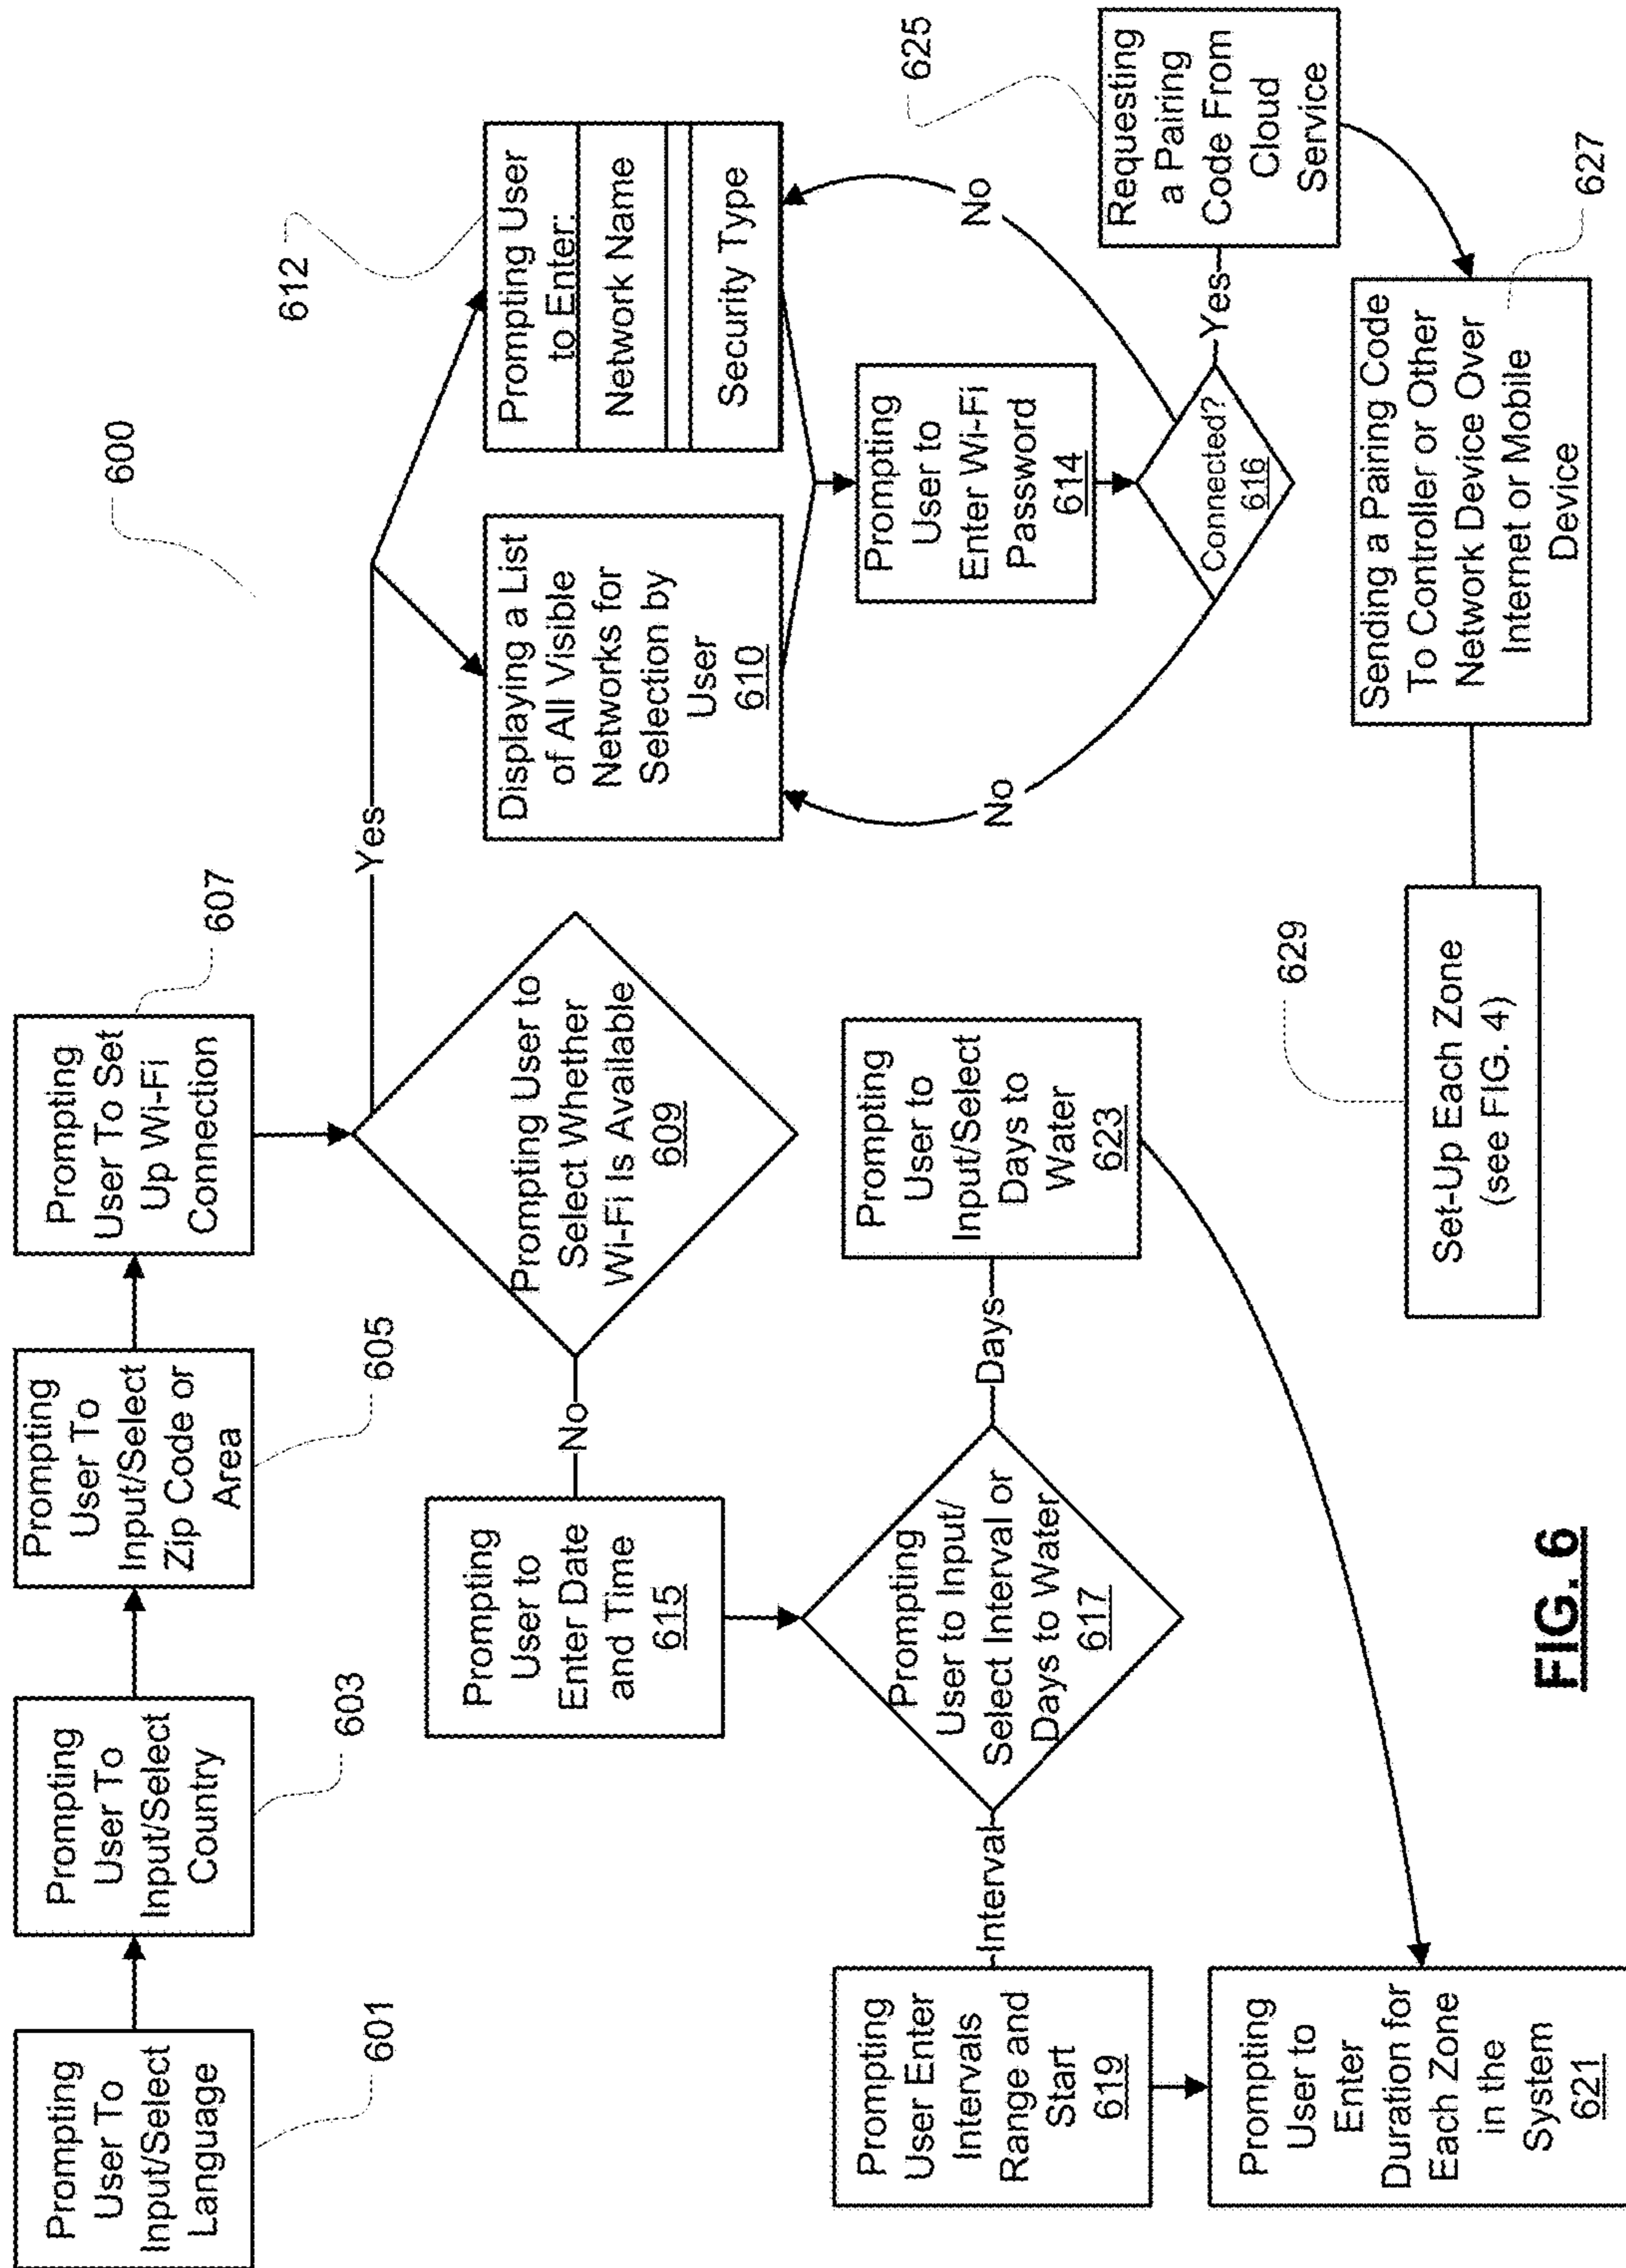 600
Prompting
User To
Input/Select
Language
601
Prompting
User To
Input/Select
Country
603
Prompting
User To
Input/Select
Zip Code or
Area
605
Prompting
User To Set
Up Wi-Fi
Connection
607
Prompting User to
Select Whether
Wi-Fi Is Available
609
Yes
No
Displaying a List
of All Visible
Networks for
Selection by
User
610
Prompting User
to Enter:
Network Name
Security Type
612
Prompting
User to
Enter Wi-Fi
Password
614
Connected?
616
No
No
Yes
Requesting
a Pairing
Code From
Cloud
Service
625
Sending a Pairing Code
To Controller or Other
Network Device Over
Internet or Mobile
Device
627
Set-Up Each Zone
(see FIG. 4)
629
Prompting
User to
Enter Date
and Time
615
Prompting
User to Input/
Select Interval or
Days to Water
617
Interval
Days
Prompting
User Enter
Intervals
Range and
Start
619
Prompting
User to
Input/Select
Days to
Water
623
Prompting
User to
Enter
Duration for
Each Zone
in the
System
621
FIG. 6